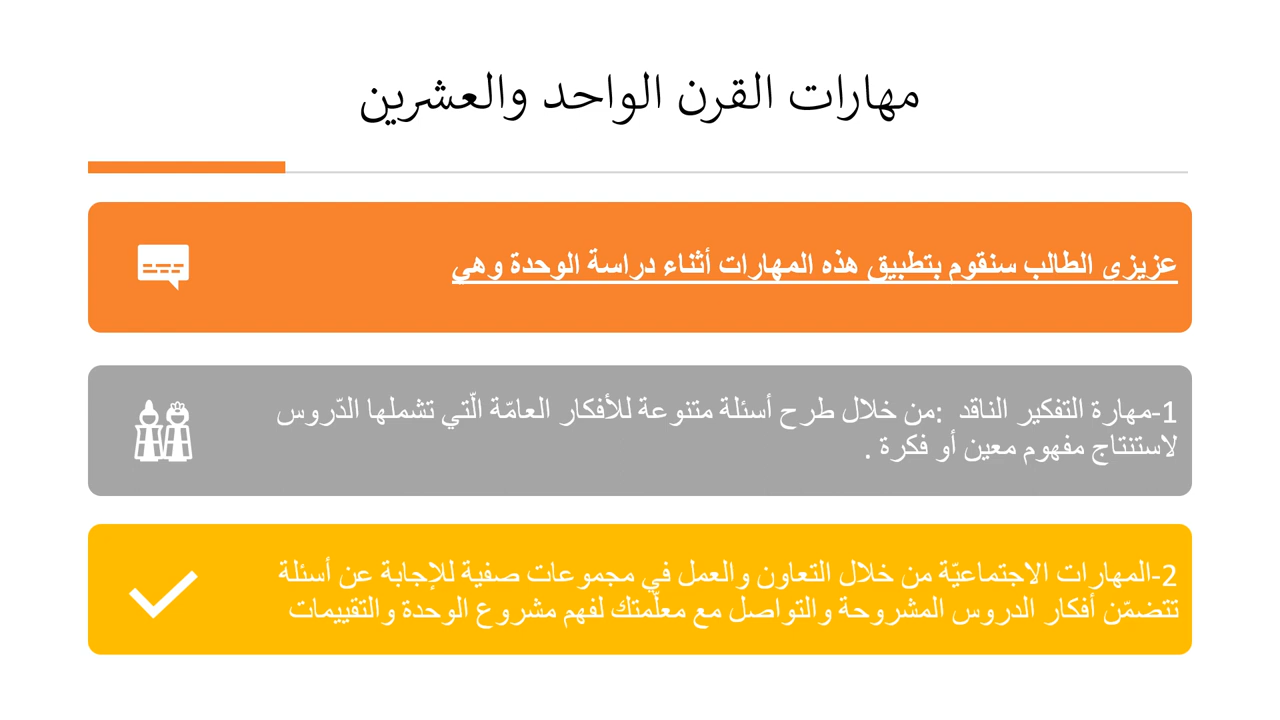 مهارات القرن الواحد والعشرين
عزيزى الطالب سنقوم بتطبيق هذه المهارات أثناء دراسة الوحدة وهي
1-مهارة التفكير الناقد :من خلال طرح أسئلة متنوعة للأفكار العامّة الّتي تشملها الدّروس
لاستنتاج مفهوم معين أو فكرة .
2-المهارات الاجتماعيّة من خلال التعاون والعمل في مجموعات صفية للإجابة عن أسئلة
تتضمّن أفكار الدروس المشروحة والتواصل مع معلّمتك لفهم مشروع الوحدة والتقييمات